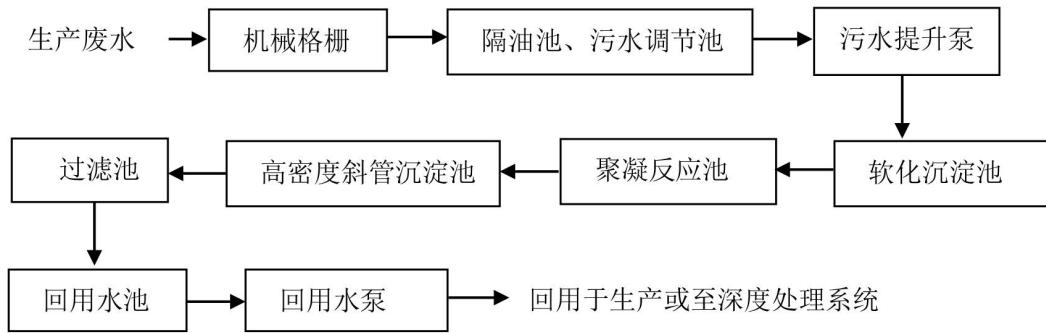 生产废水
机械格栅
隔油池、污水调节池
污水提升泵
过滤池
高密度斜管沉淀池
聚凝反应池
软化沉淀池
回用水池
回用水泵
回用于生产或至深度处理系统